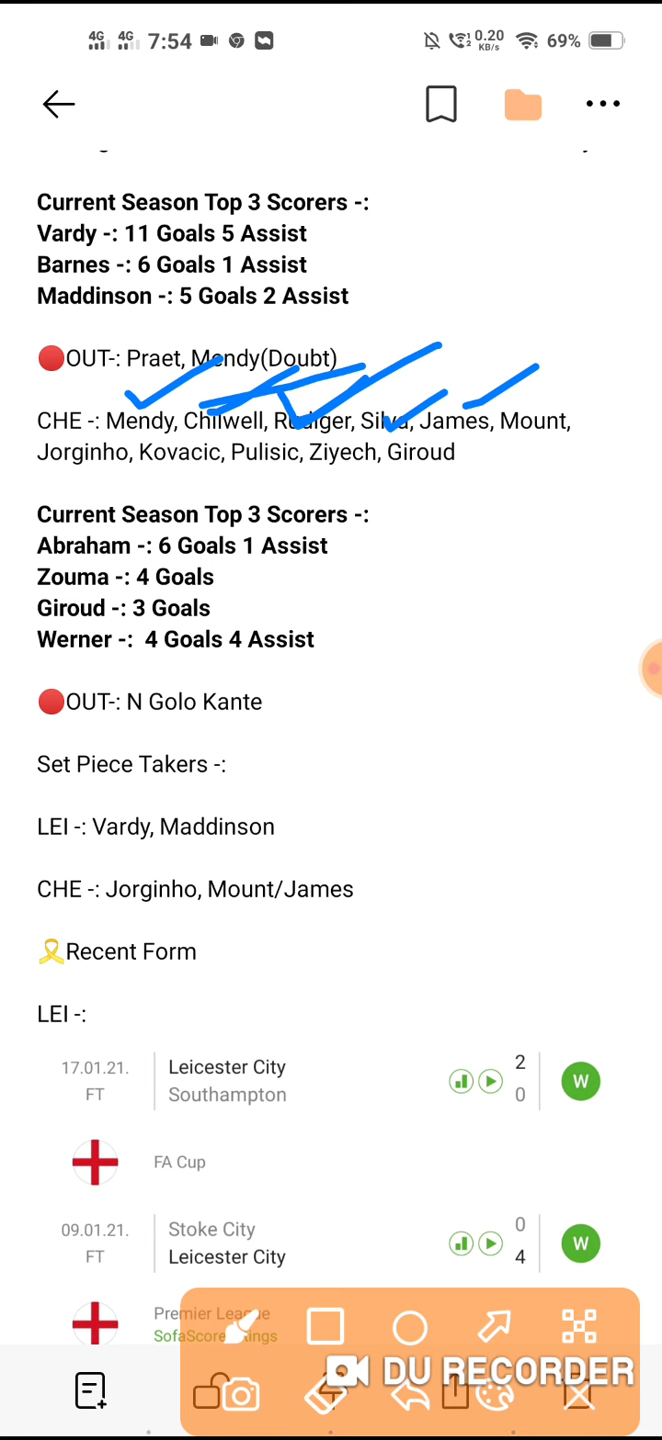 4G 4G 7:54 0.20 KB/s 69%
Current Season Top 3 Scorers -:
Vardy -: 11 Goals 5 Assist
Barnes -: 6 Goals 1 Assist
Maddinson -: 5 Goals 2 Assist
🔴OUT-: Praet, Mendy(Doubt)
CHE -: Mendy, Chilwell, Rudiger, Silva, James, Mount,
Jorginho, Kovacic, Pulisic, Ziyech, Giroud
Current Season Top 3 Scorers -:
Abraham -: 6 Goals 1 Assist
Zouma -: 4 Goals
Giroud -: 3 Goals
Werner -: 4 Goals 4 Assist
🔴OUT-: N Golo Kante
Set Piece Takers -:
LEI -: Vardy, Maddinson
CHE -: Jorginho, Mount/James
🎗Recent Form
LEI -:
17.01.21. Leicester City 2
FT Southampton 0 W
FA Cup
09.01.21. Stoke City 0
FT Leicester City 4 W
Premier League
SofaScore
DU RECORDER